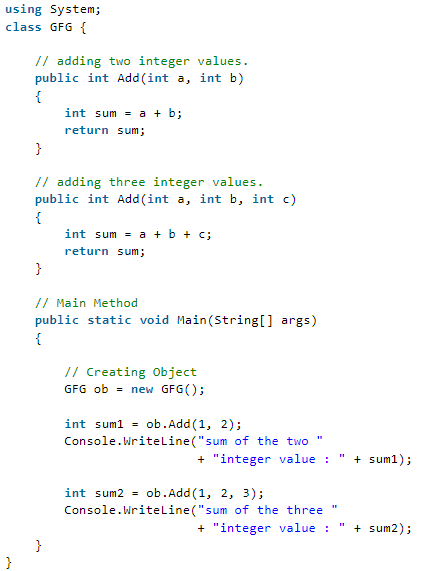 using System;
class GFG {

    // adding two integer values.
    public int Add(int a, int b)
    {
        int sum = a + b;
        return sum;
    }

    // adding three integer values.
    public int Add(int a, int b, int c)
    {
        int sum = a + b + c;
        return sum;
    }

    // Main Method
    public static void Main(String[] args)
    {

        // Creating Object
        GFG ob = new GFG();

        int sum1 = ob.Add(1, 2);
        Console.WriteLine("sum of the two "
                          + "integer value : " + sum1);

        int sum2 = ob.Add(1, 2, 3);
        Console.WriteLine("sum of the three "
                          + "integer value : " + sum2);
    }
}